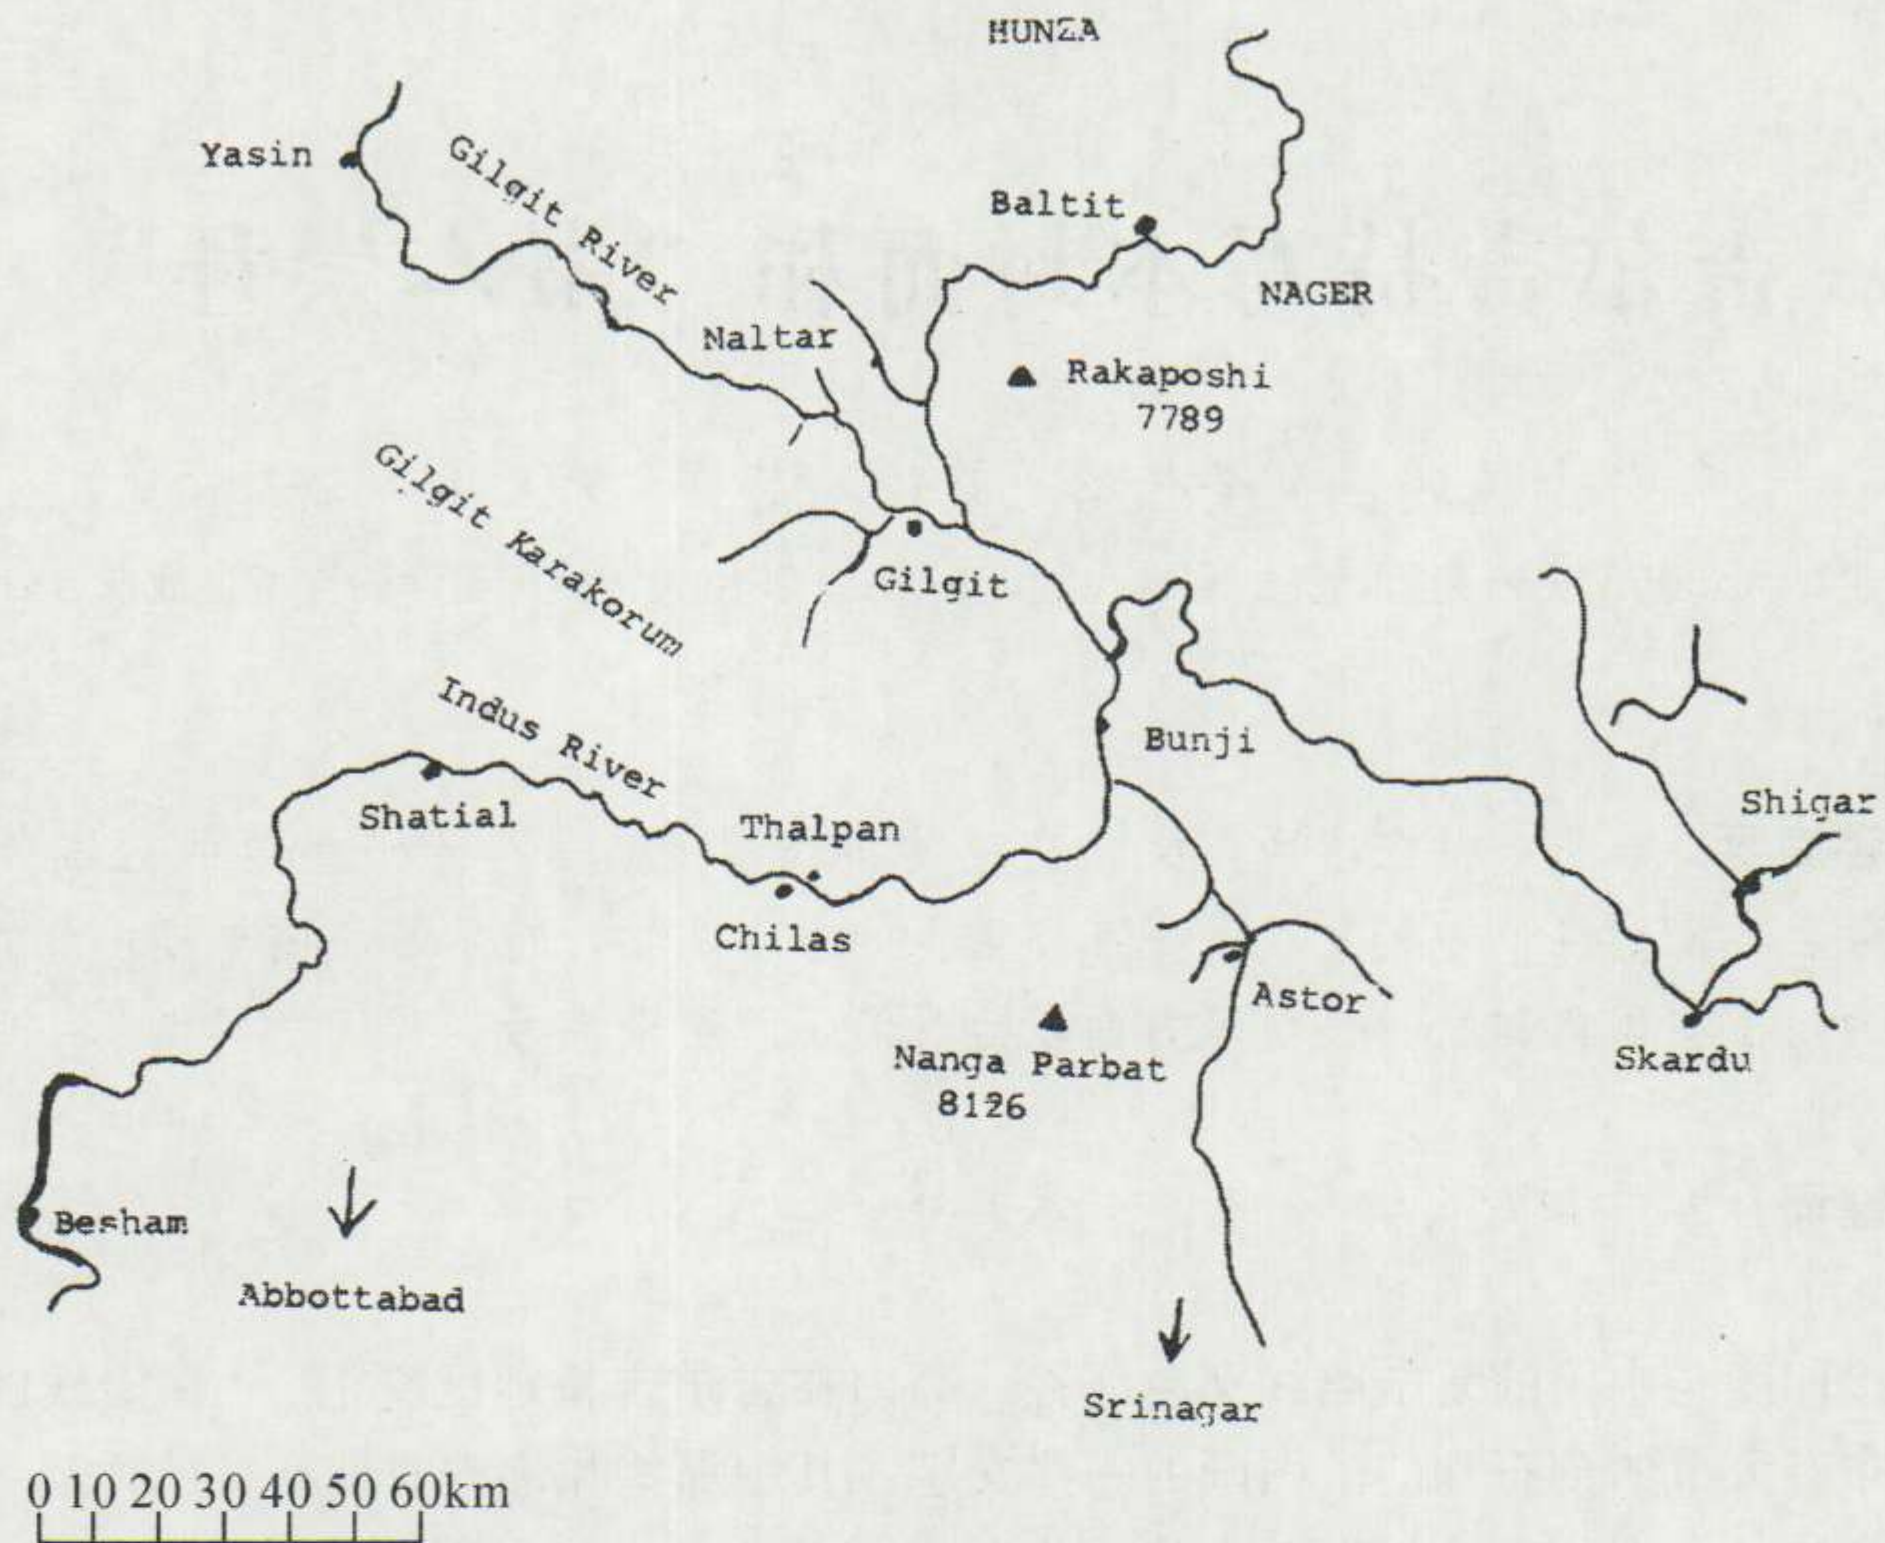 HUNZA
Yasin
Gilgit River
Baltit
NAGER
Naltar
Rakaposhi
7789
Gilgit Karakorum
Gilgit
Indus River
Bunji
Shigar
Shatial
Thalpan
Chilas
Astor
Nanga Parbat
8126
Skardu
Besham
Abbottabad
Srinagar
0 10 20 30 40 50 60km